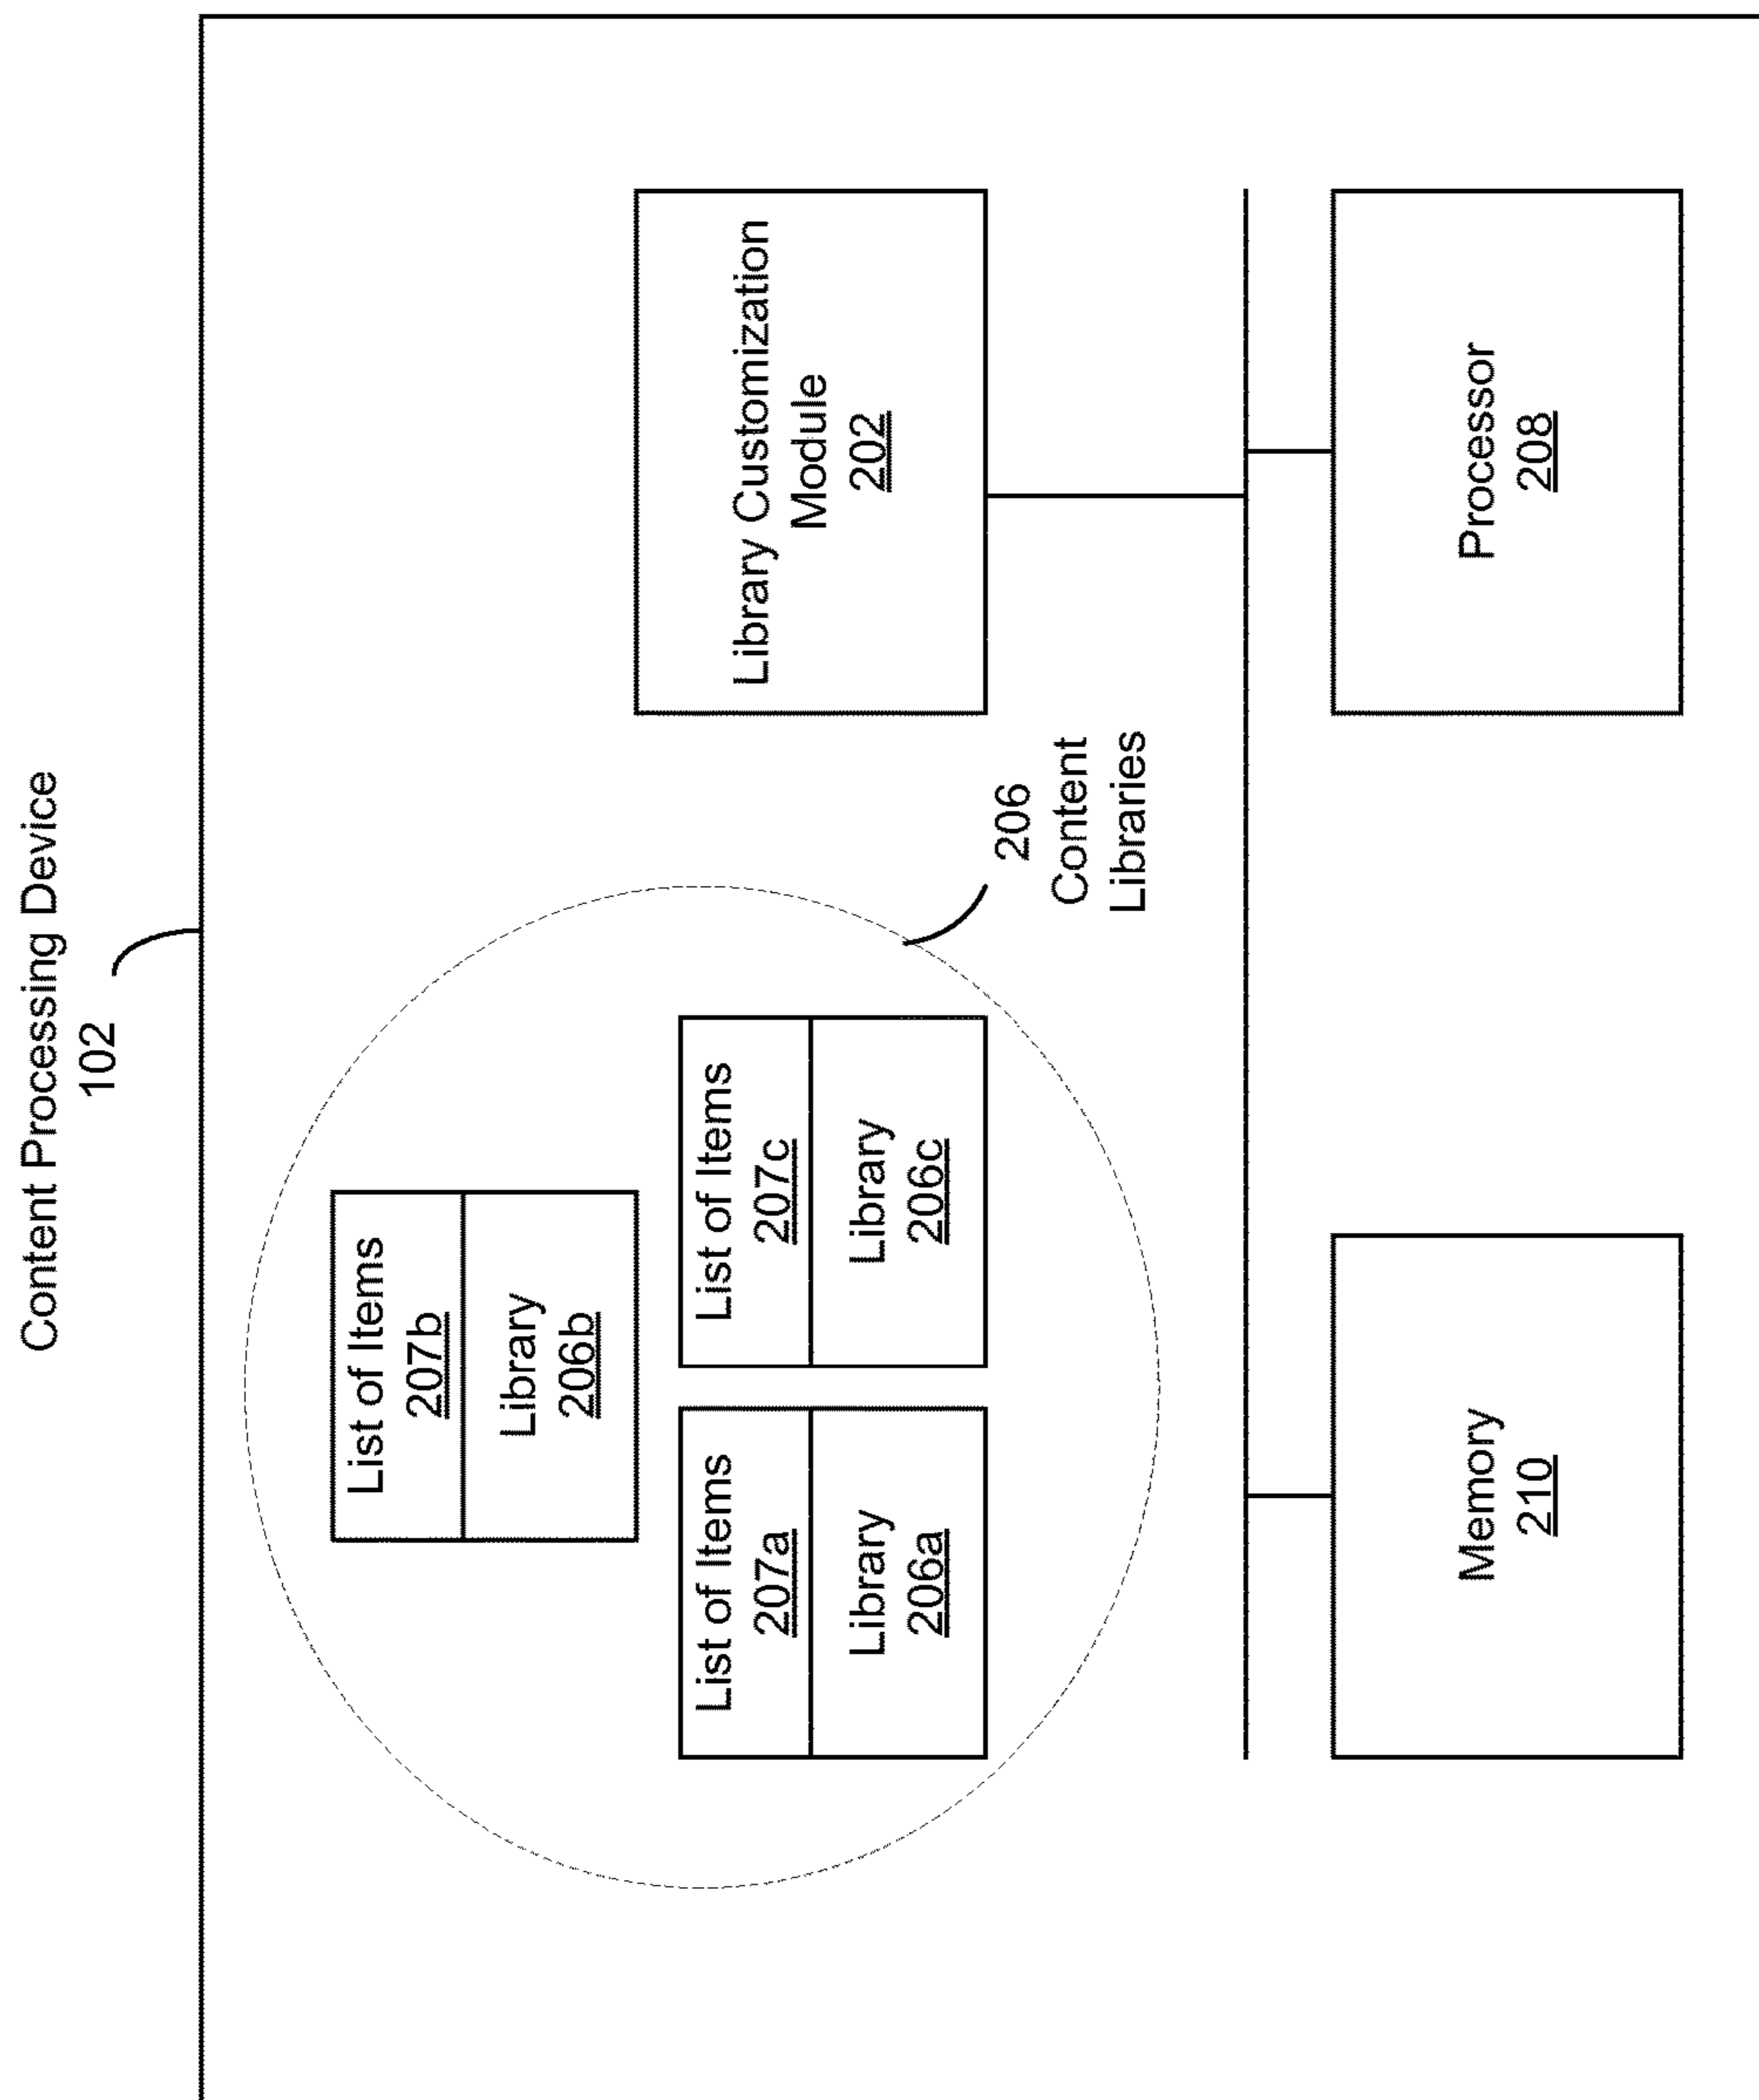 Content Processing Device
102
List of Items
207b
Library
206b
List of Items
207a
Library
206a
List of Items
207c
Library
206c
206
Content
Libraries
Library Customization
Module
202
Memory
210
Processor
208